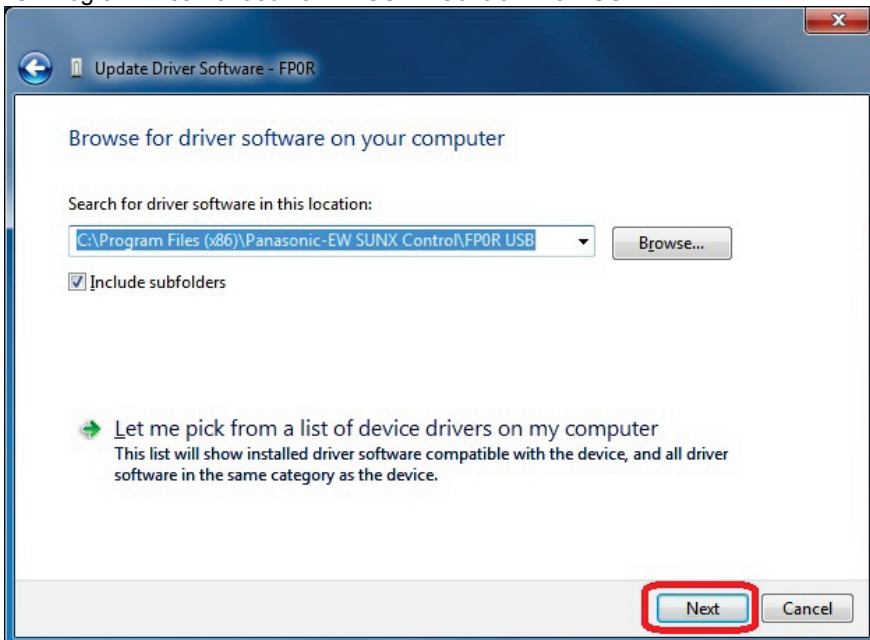 Update Driver Software - FP0R
Browse for driver software on your computer
Search for driver software in this location:
C:\Program Files (x86)\Panasonic-EW SUNX Control\FP0R USB
Browse...
Include subfolders
Let me pick from a list of device drivers on my computer
This list will show installed driver software compatible with the device, and all driver
software in the same category as the device.
Next Cancel